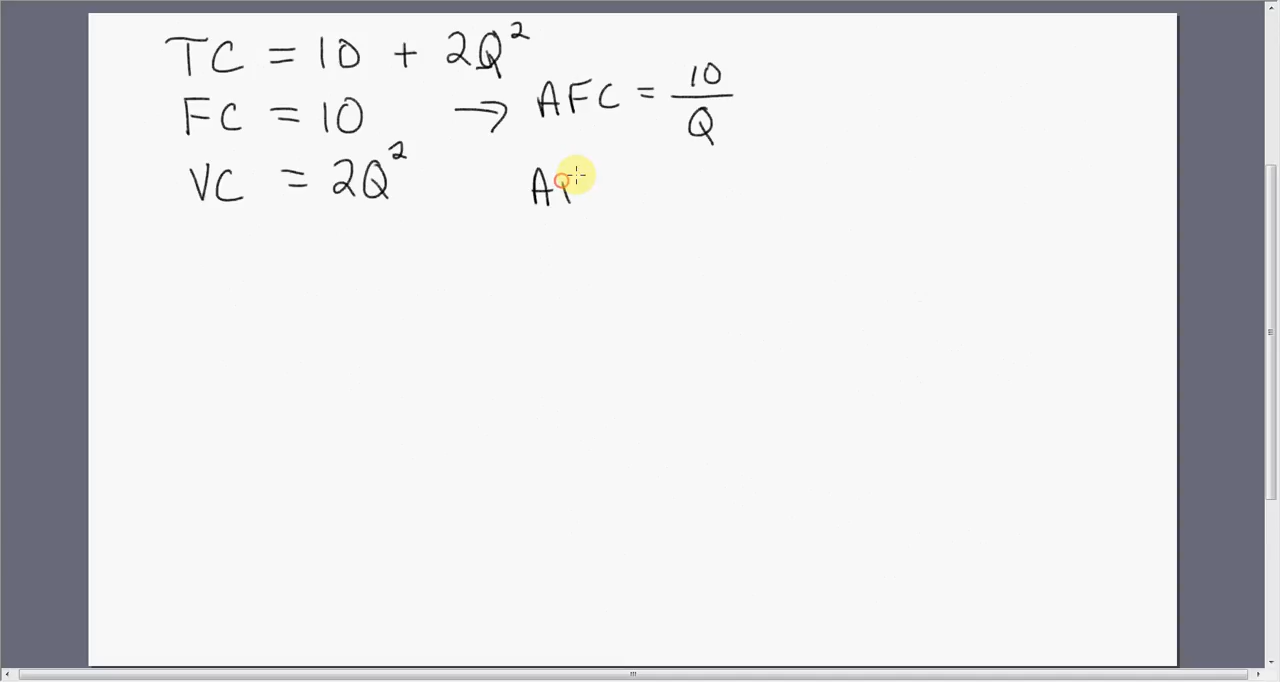 TC = 10 + 2Q²
FC = 10 → AFC = 10/Q
VC = 2Q² A